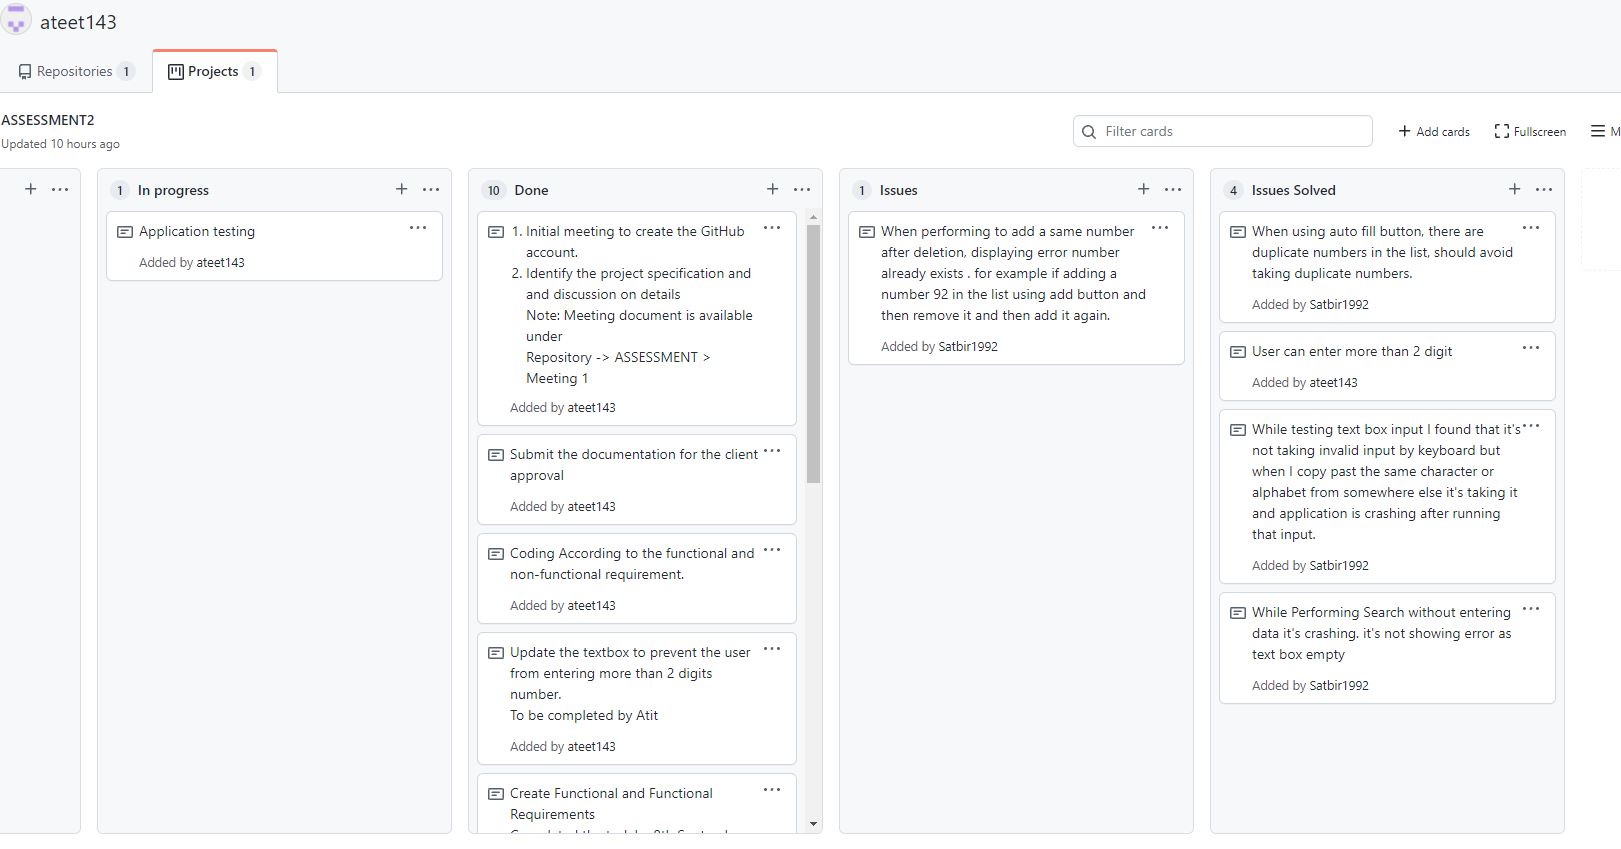 ateet143
Repositories 1
Projects 1
ASSESSMENT2
Updated 10 hours ago
Filter cards
+ Add cards
Fullscreen
M
+ ...
1 In progress + ...
Application testing ...
Added by ateet143
10 Done + ...
1. Initial meeting to create the GitHub ...
account.
2. Identify the project specification and
and discussion on details
Note: Meeting document is available
under
Repository -> ASSESSMENT >
Meeting 1
Added by ateet143
Submit the documentation for the client ...
approval
Added by ateet143
Coding According to the functional and ...
non-functional requirement.
Added by ateet143
Update the textbox to prevent the user ...
from entering more than 2 digits
number.
To be completed by Atit
Added by ateet143
Create Functional and Functional ...
Requirements
1 Issues + ...
When performing to add a same number ...
after deletion, displaying error number
already exists . for example if adding a
number 92 in the list using add button and
then remove it and then add it again.
Added by Satbir1992
4 Issues Solved + ...
When using auto fill button, there are ...
duplicate numbers in the list, should avoid
taking duplicate numbers.
Added by Satbir1992
User can enter more than 2 digit ...
Added by ateet143
While testing text box input I found that it's ...
not taking invalid input by keyboard but
when I copy past the same character or
alphabet from somewhere else it's taking it
and application is crashing after running
that input.
Added by Satbir1992
While Performing Search without entering ...
data it's crashing. it's not showing error as
text box empty
Added by Satbir1992